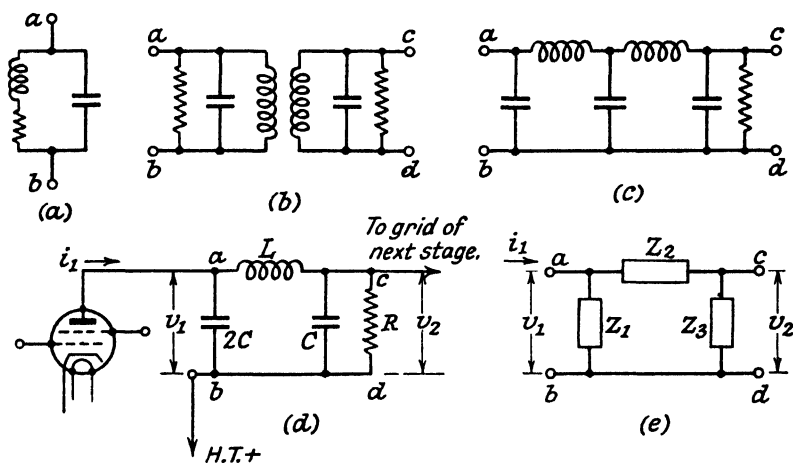 a
b
(a)
a
c
b
d
(b)
a
c
b
d
(c)
i₁
a
L
To grid of
next stage.
c
v₁
2C
C
R
v₂
b
d
(d)
H.T.+
i₁
a
Z₂
c
v₁
Z₁
Z₃
v₂
b
d
(e)